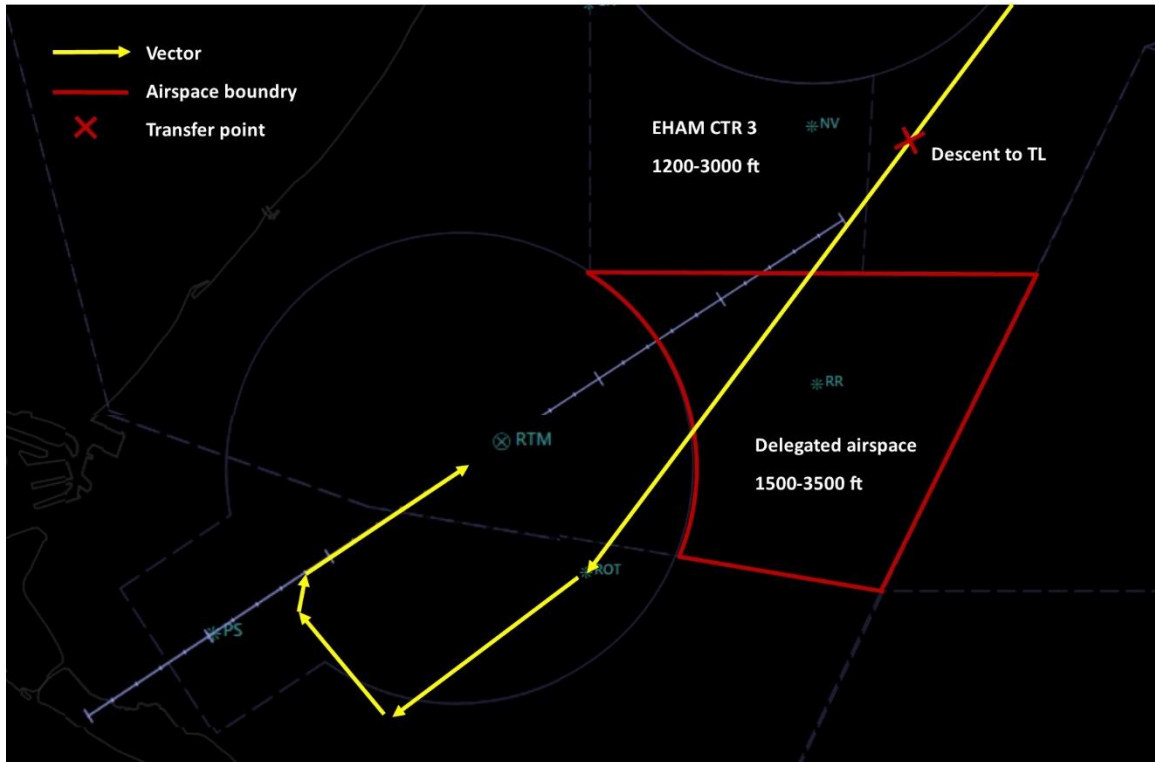 Vector
Airspace boundry
Transfer point
EHAM CTR 3
1200-3000 ft
NV
Descent to TL
RR
RTM
Delegated airspace
1500-3500 ft
ROT
PS